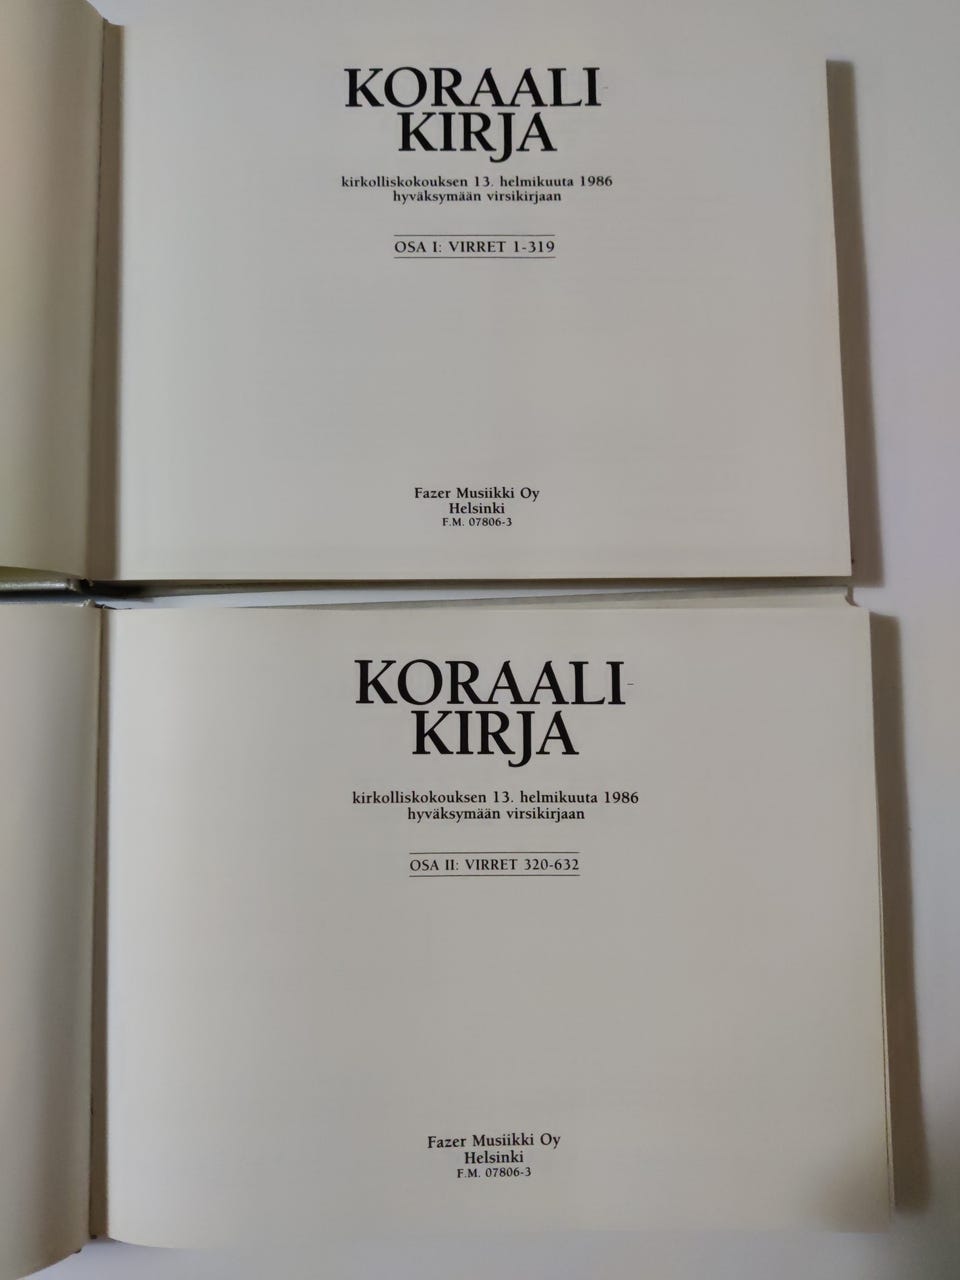 KORAALI-
KIRJA
kirkolliskokouksen 13. helmikuuta 1986
hyväksymään virsikirjaan
OSA I: VIRRET 1-319
Fazer Musiikki Oy
Helsinki
F.M. 07806-3
KORAALI-
KIRJA
kirkolliskokouksen 13. helmikuuta 1986
hyväksymään virsikirjaan
OSA II: VIRRET 320-632
Fazer Musiikki Oy
Helsinki
F.M. 07806-3